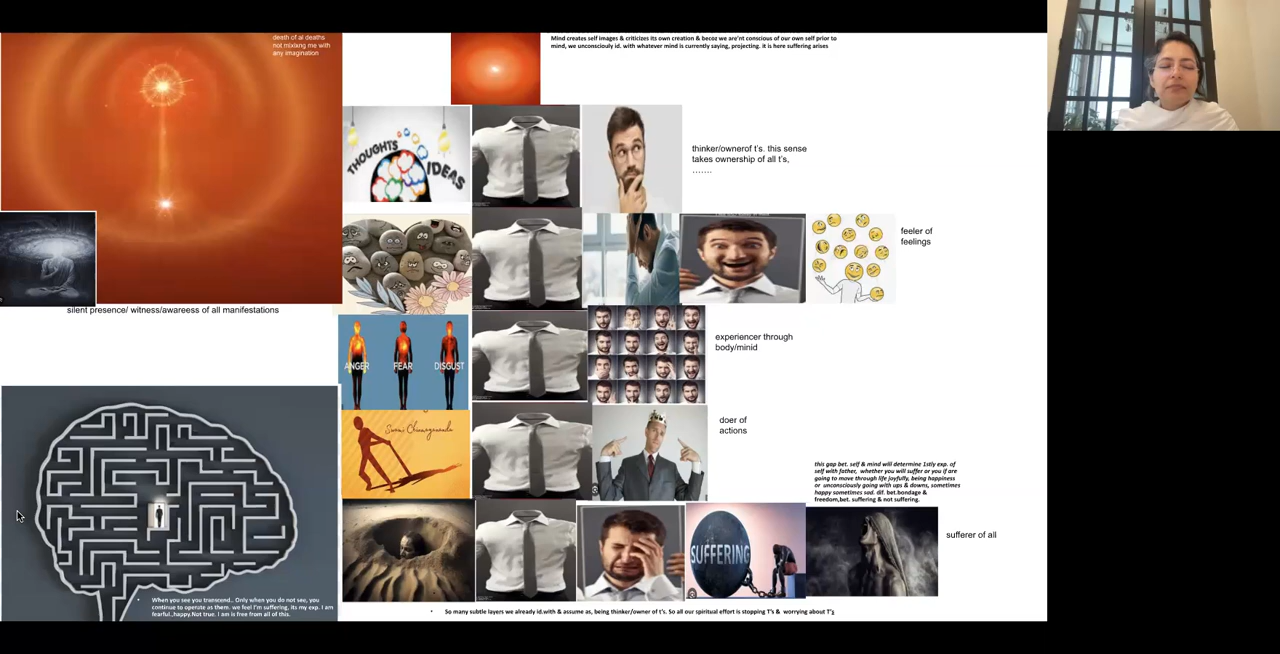 death of al deaths
not mixixng me with
any imagination
Mind creates self images & criticizes its own creation & becoz we are'nt conscious of our own self prior to
mind, we unconsciouly id. with whatever mind is currently saying, projecting. it is here suffering arises
THOUGHTS
IDEAS
thinker/ownerof t's. this sense
takes ownership of all t's,
.......
feeler of
feelings
silent presence/ witness/awareess of all manifestations
ANGER
FEAR
DISGUST
experiencer through
body/minid
Swami Chinmayananda
doer of
actions
this gap bet. self & mind will determine 1stly exp. of
self with father, whether you will suffer or you if are
going to move through life joyfully, being happiness
or unconsciously going with ups & downs, sometimes
happy sometimes sad. dif. bet.bondage &
freedom,bet. suffering & not suffering.
SUFFERING
sufferer of all
• When you see you transcend.. Only when you do not see, you
continue to operate as them. we feel I'm suffering, its my exp. I am
fearful..happy.Not true. I am is free from all of this.
• So many subtle layers we already id.with & assume as, being thinker/owner of t's. So all our spiritual effort is stopping T's & worrying about T's